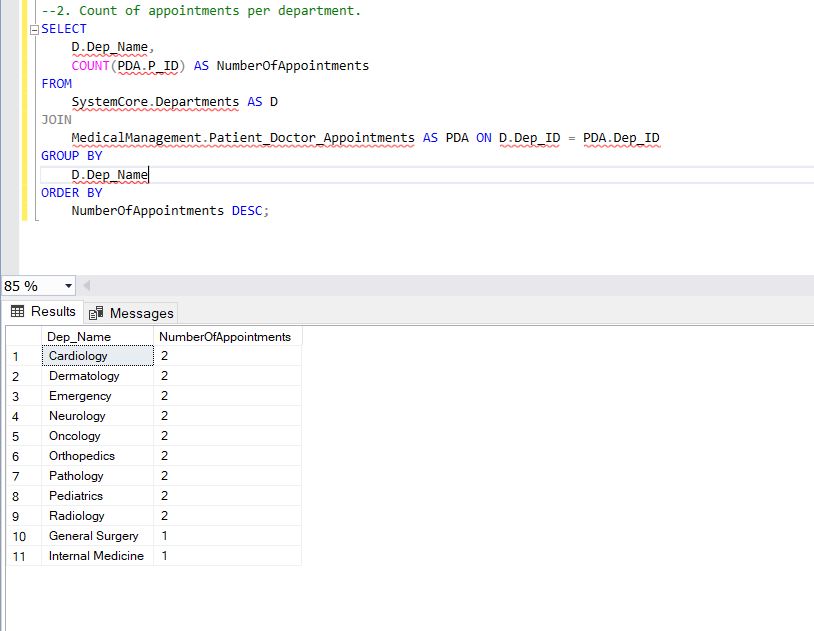 --2. Count of appointments per department.
SELECT
D.Dep_Name,
COUNT(PDA.P_ID) AS NumberOfAppointments
FROM
SystemCore.Departments AS D
JOIN
MedicalManagement.Patient_Doctor_Appointments AS PDA ON D.Dep_ID = PDA.Dep_ID
GROUP BY
D.Dep_Name
ORDER BY
NumberOfAppointments DESC;
85 %
Results Messages
Dep_Name NumberOfAppointments
1 Cardiology 2
2 Dermatology 2
3 Emergency 2
4 Neurology 2
5 Oncology 2
6 Orthopedics 2
7 Pathology 2
8 Pediatrics 2
9 Radiology 2
10 General Surgery 1
11 Internal Medicine 1